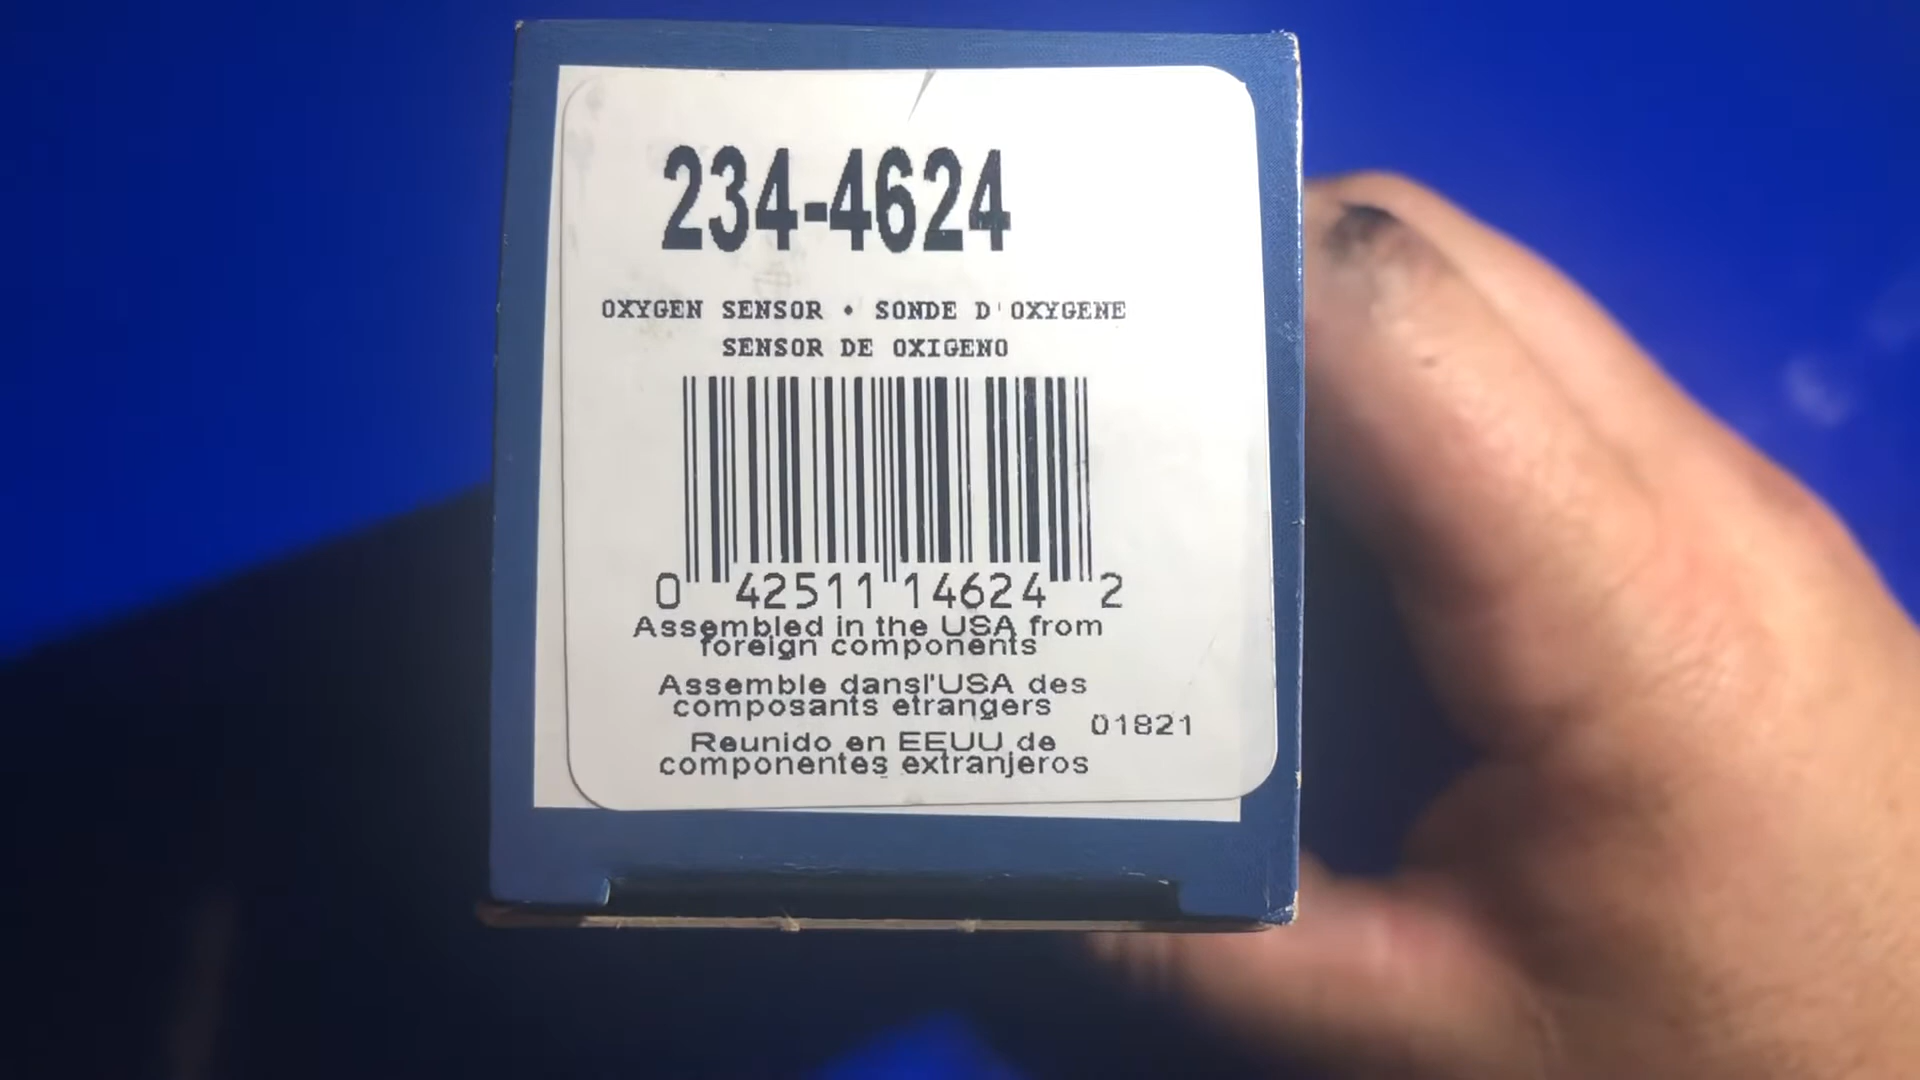 234-4624
OXYGEN SENSOR • SONDE D'OXYGENE
SENSOR DE OXIGENO
0 42511 14624 2
Assembled in the USA from
foreign components
Assemble dansl'USA des
composants etrangers
01821
Reunido en EEUU de
componentes extranjeros